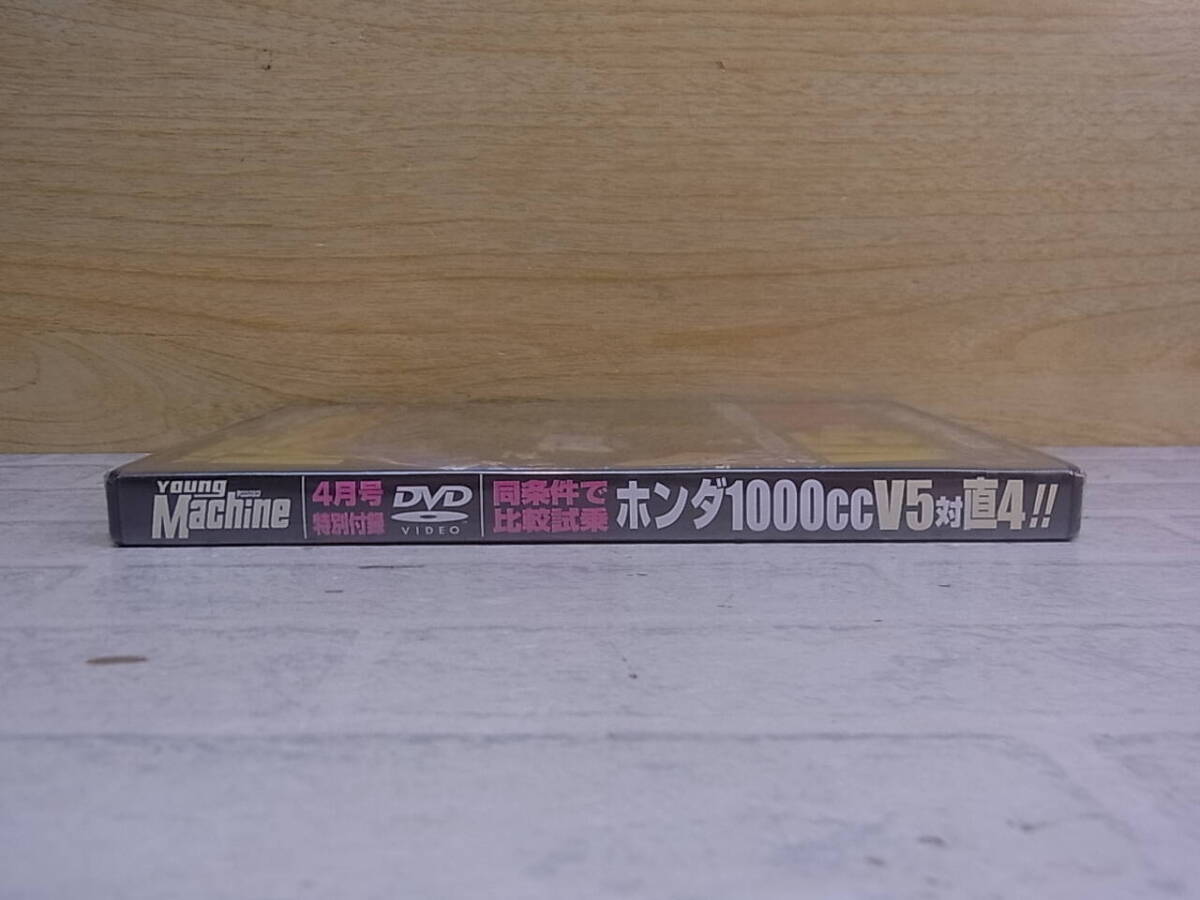 Young
Machine
4月号
特別付録
DVD
VIDEO
同条件で
比較試乗
ホンダ1000ccV5対直4!!